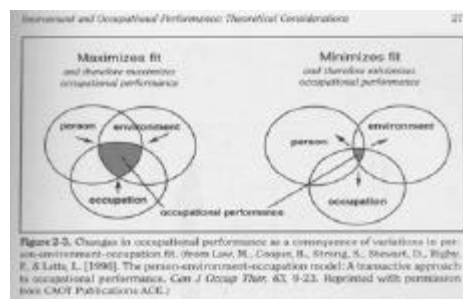 Environment and Occupational Performance: Theoretical Considerations 21
Maximizes fit
and therefore maximizes
occupational performance
Minimizes fit
and therefore minimizes
occupational performance
person
environment
person
environment
occupation
occupation
occupational performance
Figure 2-3. Changes in occupational performance as a consequence of variations in per-
son-environment-occupation fit. (from Law, M., Cooper, B., Strong, S., Stewart, D., Rigby,
P., & Letts, L. [1996]. The person-environment-occupation model: A transactive approach
to occupational performance. Can J Occup Ther, 63, 9-23. Reprinted with permission
from CAOT Publications ACE.)